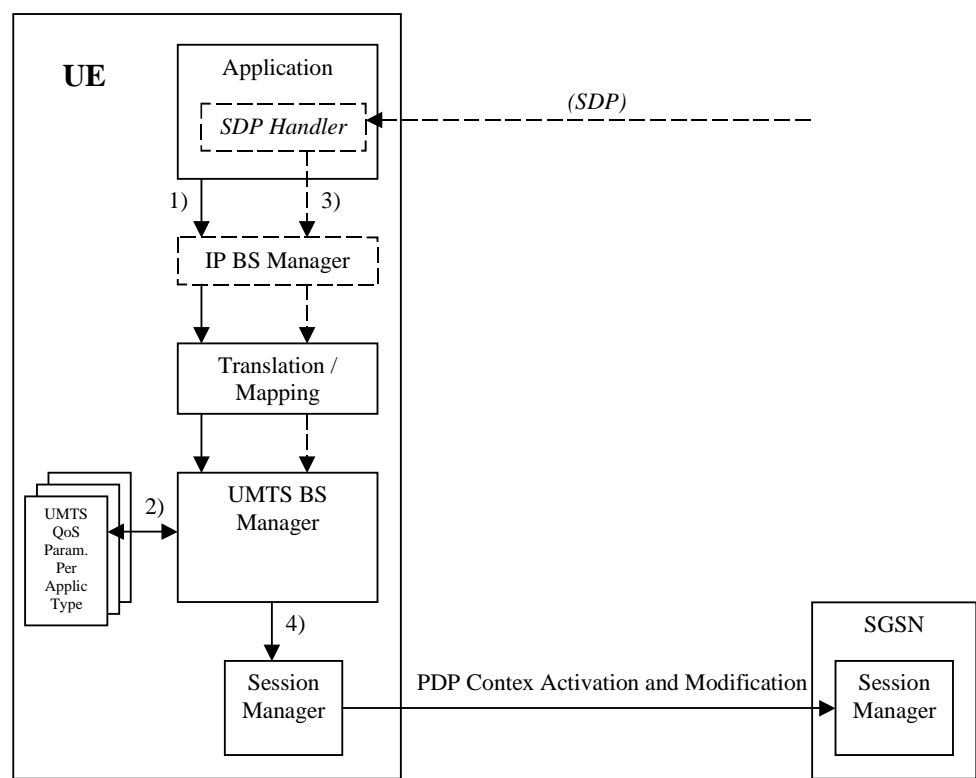 UE
Application
(SDP)
SDP Handler
1)
3)
IP BS Manager
Translation /
Mapping
UMTS BS
Manager
2)
UMTS
QoS
Param.
Per
Applic
Type
4)
SGSN
Session
Manager
PDP Contex Activation and Modification
Session
Manager